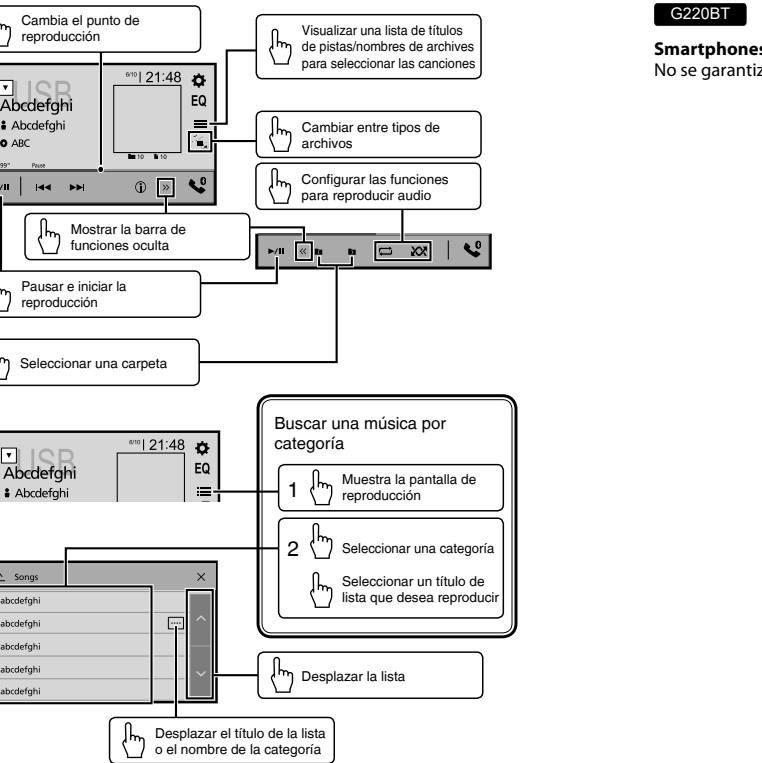 Cambia el punto de
reproducción
Visualizar una lista de títulos
de pistas/nombres de archives
para seleccionar las canciones
USB
6/10 | 21:48
Abcdefghi
EQ
Abcdefghi
ABC
99" Pause
10 10
Cambiar entre tipos de
archivos
Configurar las funciones
para reproducir audio
Mostrar la barra de
funciones oculta
Pausar e iniciar la
reproducción
Seleccionar una carpeta
USB
6/10 | 21:48
Abcdefghi
EQ
Abcdefghi
Buscar una música por
categoría
1 Muestra la pantalla de
reproducción
2 Seleccionar una categoría
Seleccionar un título de
lista que desea reproducir
Songs
abcdefghi
abcdefghi
abcdefghi
abcdefghi
abcdefghi
Desplazar la lista
Desplazar el título de la lista
o el nombre de la categoría
G220BT
Smartphones
No se garantiz